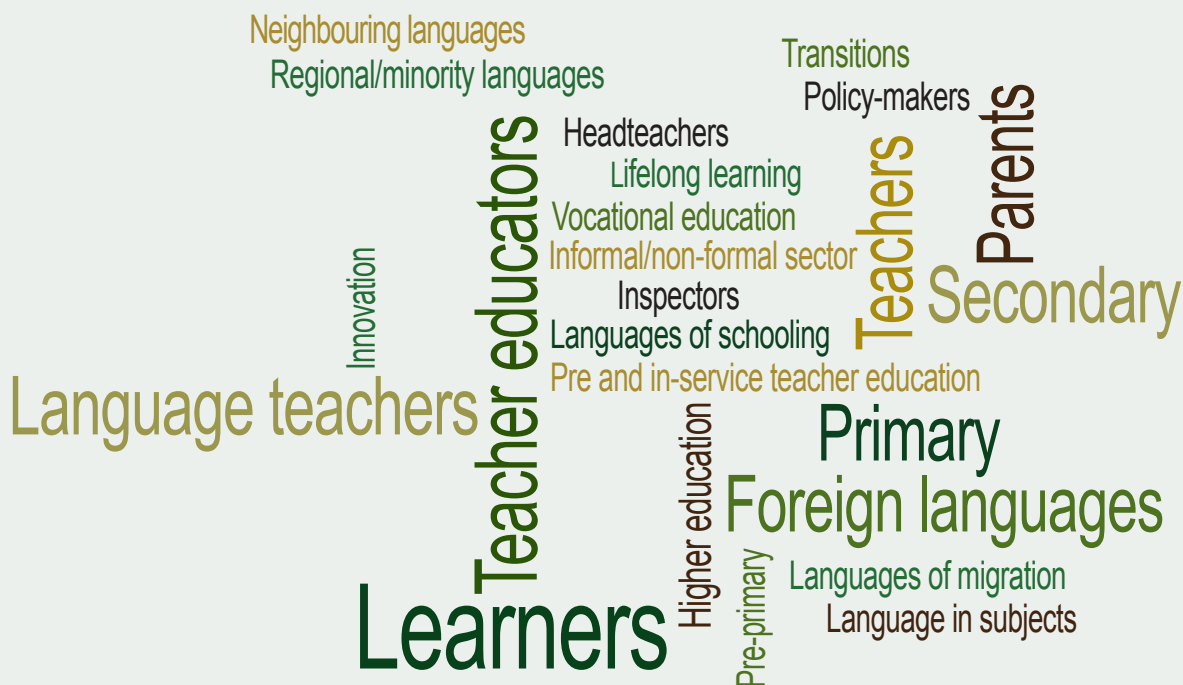 Neighbouring languages
Regional/minority languages
Transitions
Policy-makers
Parents
Headteachers
Teacher educators
Lifelong learning
Teachers
Vocational education
Informal/non-formal sector
Innovation
Inspectors
Secondary
Languages of schooling
Pre and in-service teacher education
Language teachers
Primary
Higher education
Foreign languages
Pre-primary
Languages of migration
Language in subjects
Learners